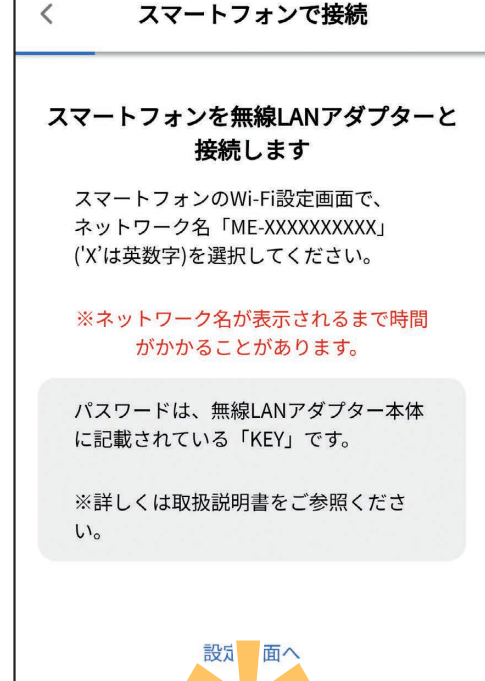 スマートフォンで接続
スマートフォンを無線LANアダプターと
接続します
スマートフォンのWi-Fi設定画面で、
ネットワーク名「ME-XXXXXXXXXX」
('X’は英数字)を選択してください。
※ネットワーク名が表示されるまで時間
がかかることがあります。
パスワードは、無線LANアダプター本体
に記載されている「KEY」です。
※詳しくは取扱説明書をご参照くださ
い。
設定 面へ